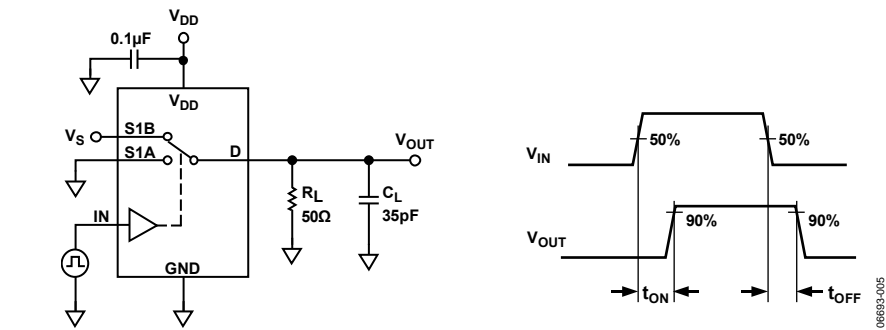 VDD
0.1µF
VDD
VS
S1B
S1A
D
VOUT
RL
50Ω
CL
35pF
IN
GND
VIN
50%
50%
VOUT
90%
90%
tON
tOFF
06693-005